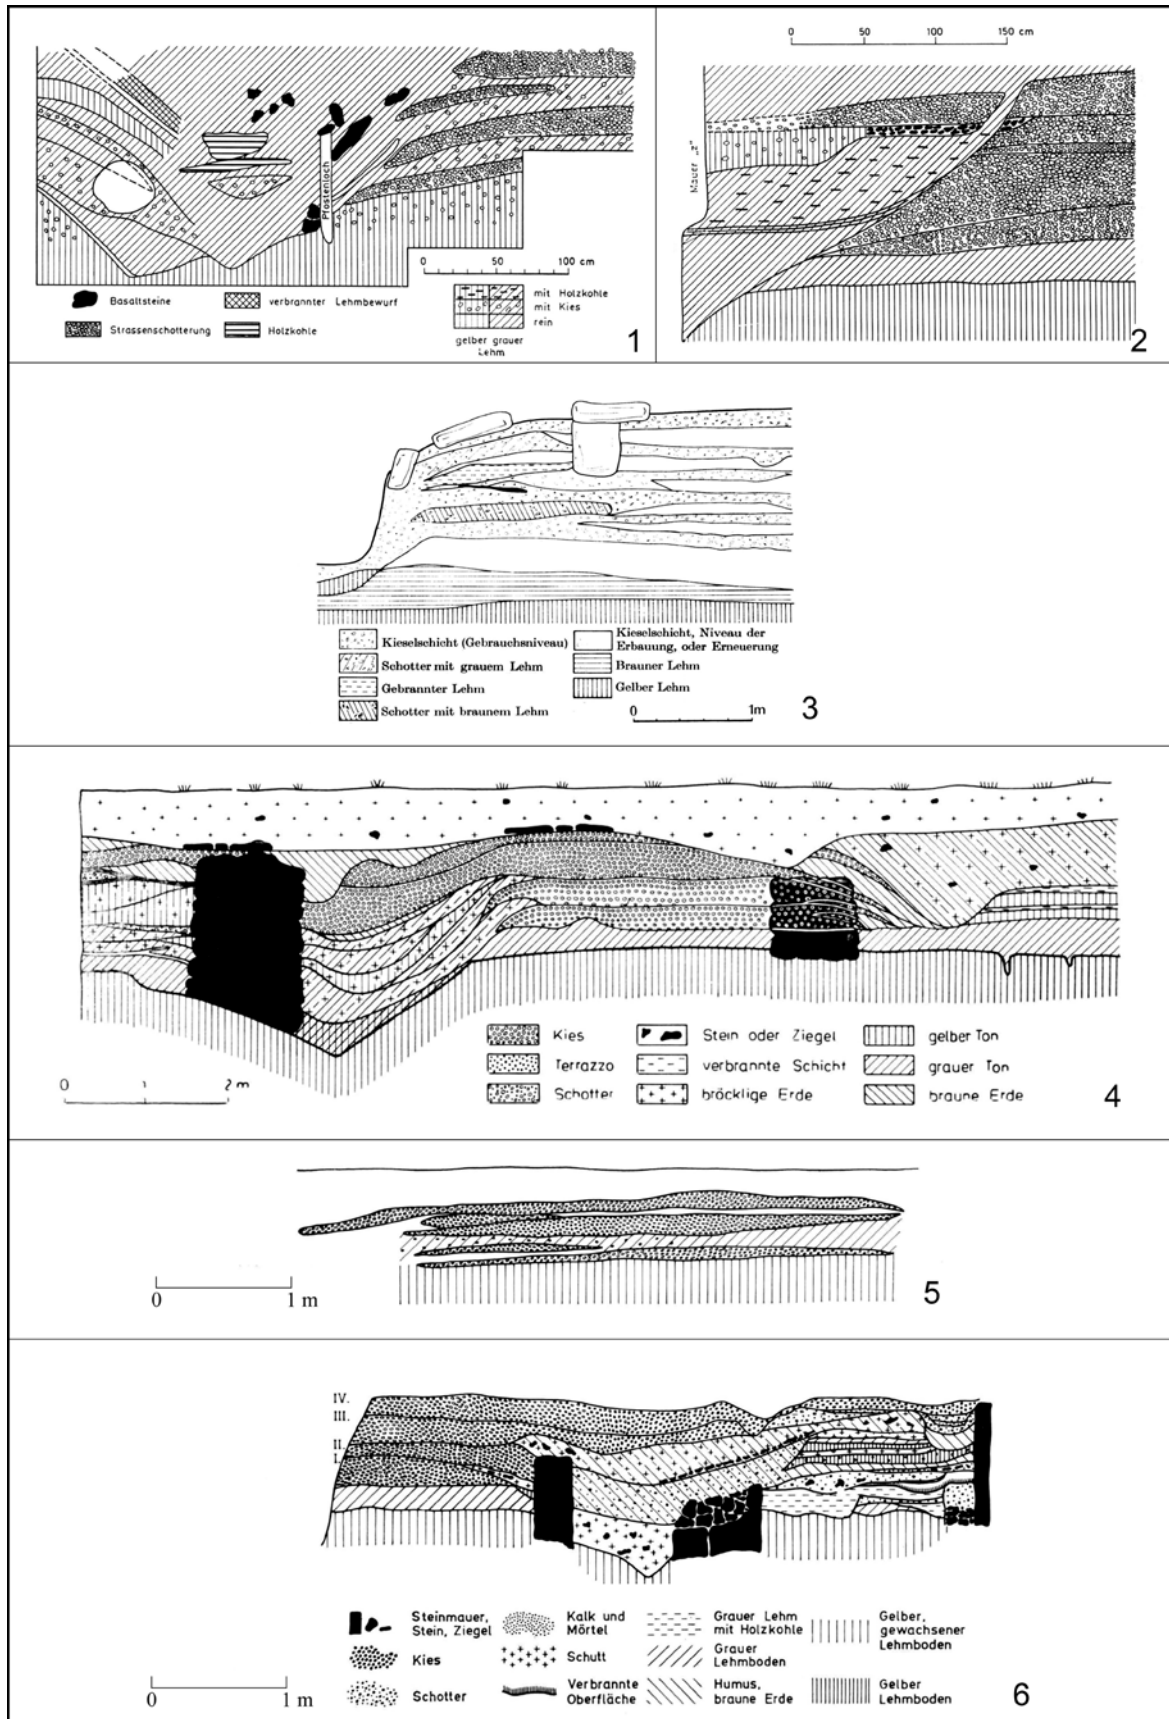 Pfostenloch
0 50 100 cm
Basaltsteine
verbrannter Lehmbewurf
Strassenschotterung
Holzkohle
mit Holzkohle
mit Kies
rein
gelber grauer
Lehm
1
0 50 100 150 cm
Mauer
2
Kieselschicht (Gebrauchsniveau)
Schotter mit grauem Lehm
Gebrannter Lehm
Schotter mit braunem Lehm
Kieselschicht, Niveau der
Erbauung, oder Erneuerung
Brauner Lehm
Gelber Lehm
0 1m
3
0 1 2 m
Kies
Terrazzo
Schotter
Stein oder Ziegel
verbrannte Schicht
bröcklige Erde
gelber Ton
grauer Ton
braune Erde
4
0 1 m
5
IV.
III.
II.
I.
0 1 m
Steinmauer,
Stein, Ziegel
Kies
Schotter
Kalk und
Mörtel
Schutt
Verbrannte
Oberfläche
Grauer Lehm
mit Holzkohle
Grauer
Lehmboden
Humus,
braune Erde
Gelber,
gewachsener
Lehmboden
Gelber
Lehmboden
6